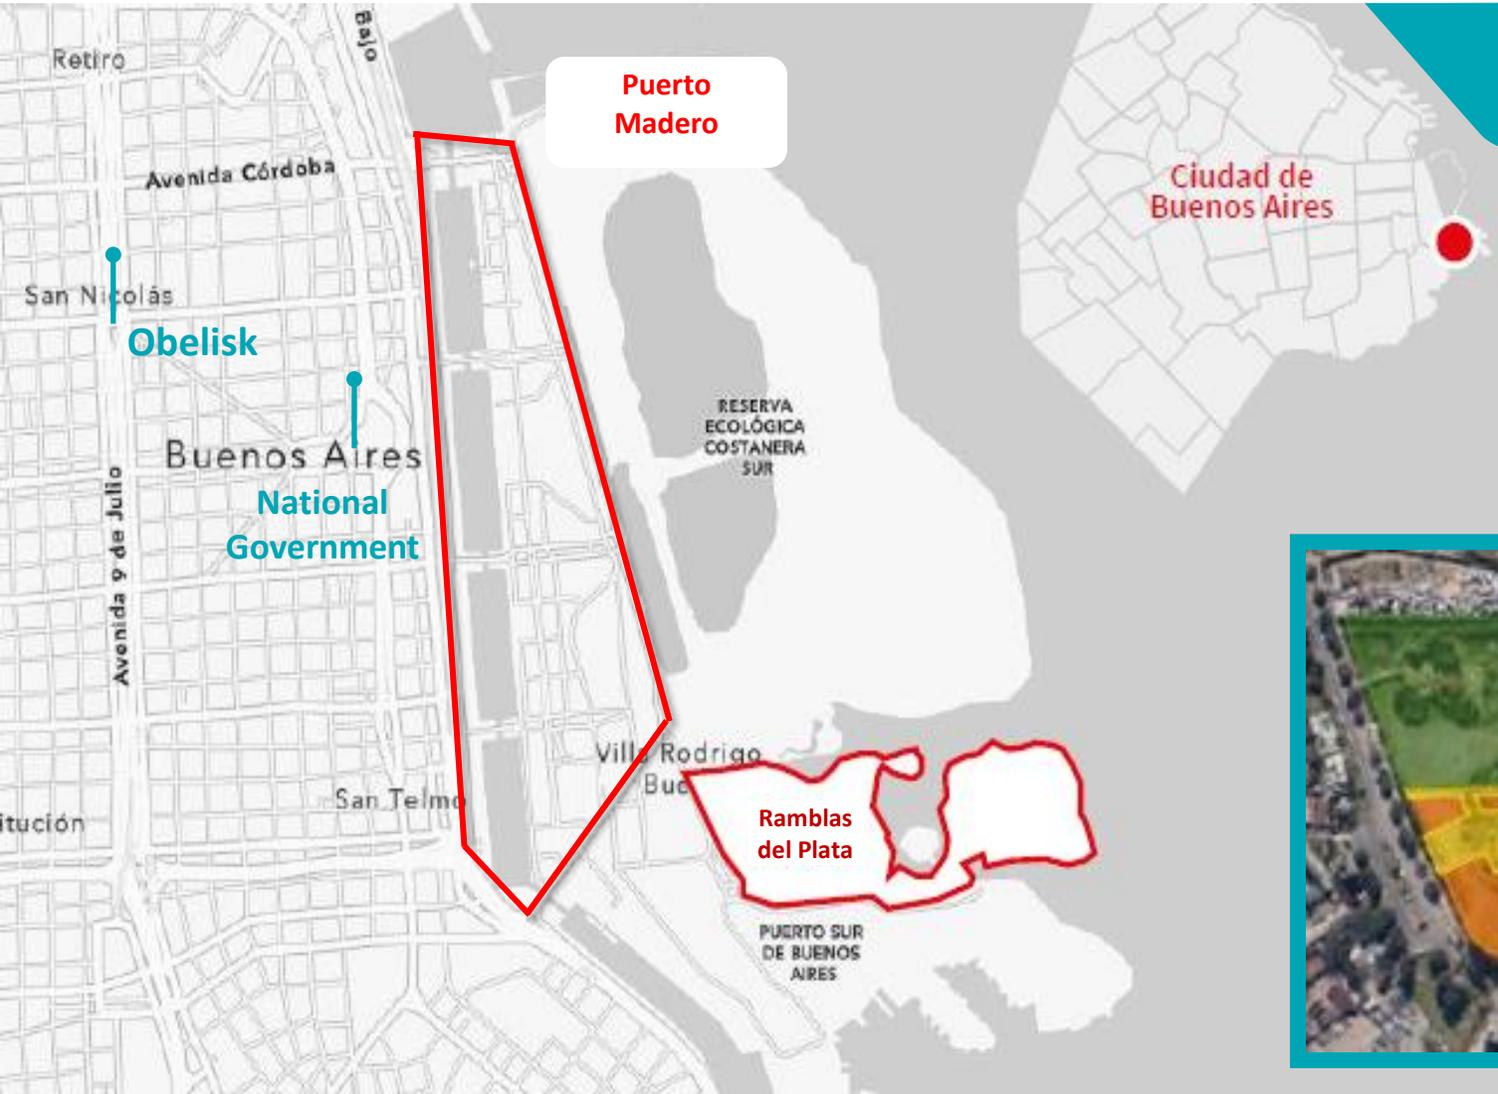 Retiro
Bajo
Puerto
Madero
Avenida Córdoba
Ciudad de
Buenos Aires
San Nicolás
Obelisk
RESERVA
ECOLÓGICA
COSTANERA
SUR
Buenos Aires
National
Government
Avenida 9 de Julio
Villa Rodrigo
Bu
San Telmo
itución
Ramblas
del Plata
PUERTO SUR
DE BUENOS
AIRES